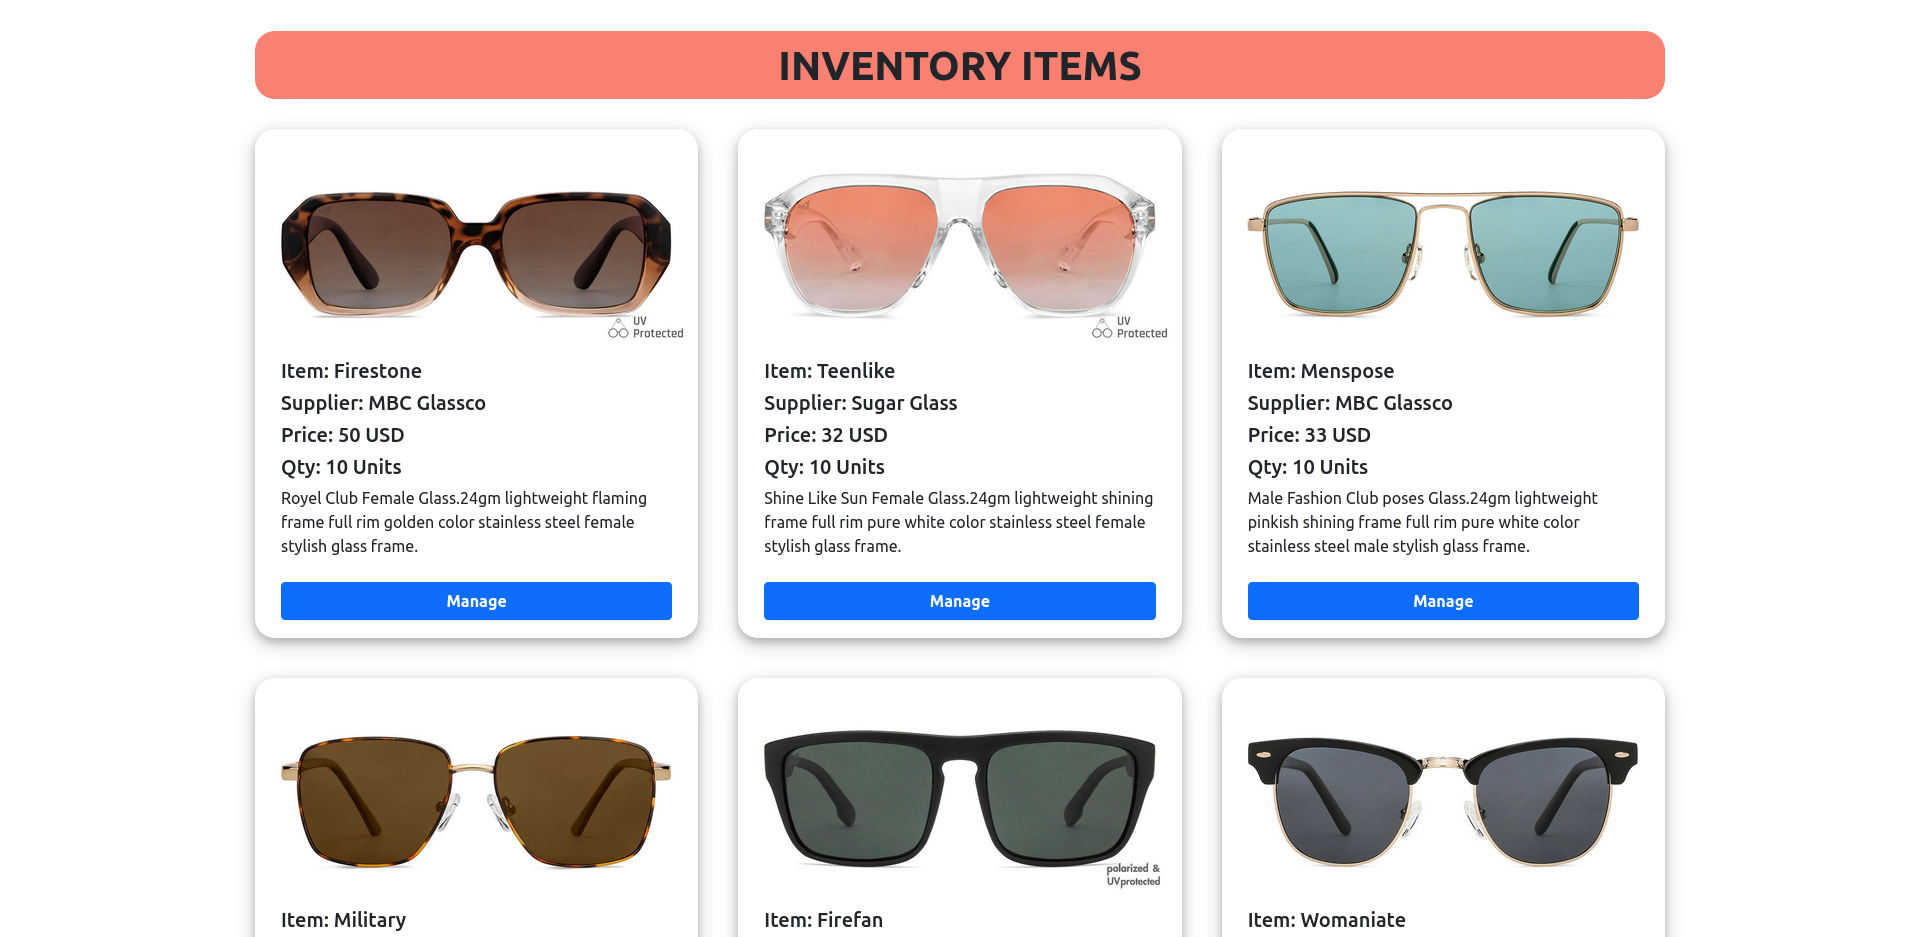 INVENTORY ITEMS
UV
Protected
Item: Firestone
Supplier: MBC Glassco
Price: 50 USD
Qty: 10 Units
Royel Club Female Glass.24gm lightweight flaming
frame full rim golden color stainless steel female
stylish glass frame.
Manage
UV
Protected
Item: Teenlike
Supplier: Sugar Glass
Price: 32 USD
Qty: 10 Units
Shine Like Sun Female Glass.24gm lightweight shining
frame full rim pure white color stainless steel female
stylish glass frame.
Manage
Item: Menspose
Supplier: MBC Glassco
Price: 33 USD
Qty: 10 Units
Male Fashion Club poses Glass.24gm lightweight
pinkish shining frame full rim pure white color
stainless steel male stylish glass frame.
Manage
Item: Military
polarized &
UVprotected
Item: Firefan
Item: Womaniate